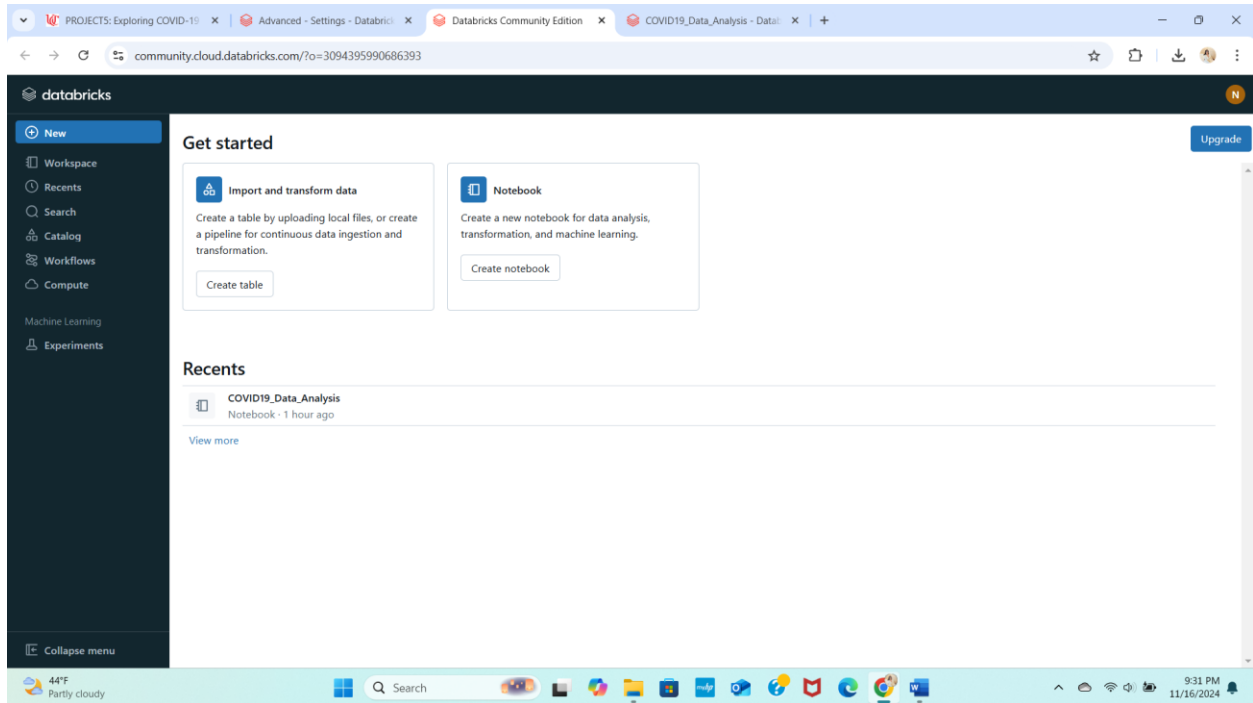 PROJECT5: Exploring COVID-19
Advanced - Settings - Databrick
Databricks Community Edition
COVID19_Data_Analysis - Data
community.cloud.databricks.com/?o=3094395990686393
databricks
N
New
Workspace
Recents
Search
Catalog
Workflows
Compute
Machine Learning
Experiments
Collapse menu
Get started
Upgrade
Import and transform data
Create a table by uploading local files, or create
a pipeline for continuous data ingestion and
transformation.
Create table
Notebook
Create a new notebook for data analysis,
transformation, and machine learning.
Create notebook
Recents
COVID19_Data_Analysis
Notebook · 1 hour ago
View more
44°F
Partly cloudy
Search
9:31 PM
11/16/2024